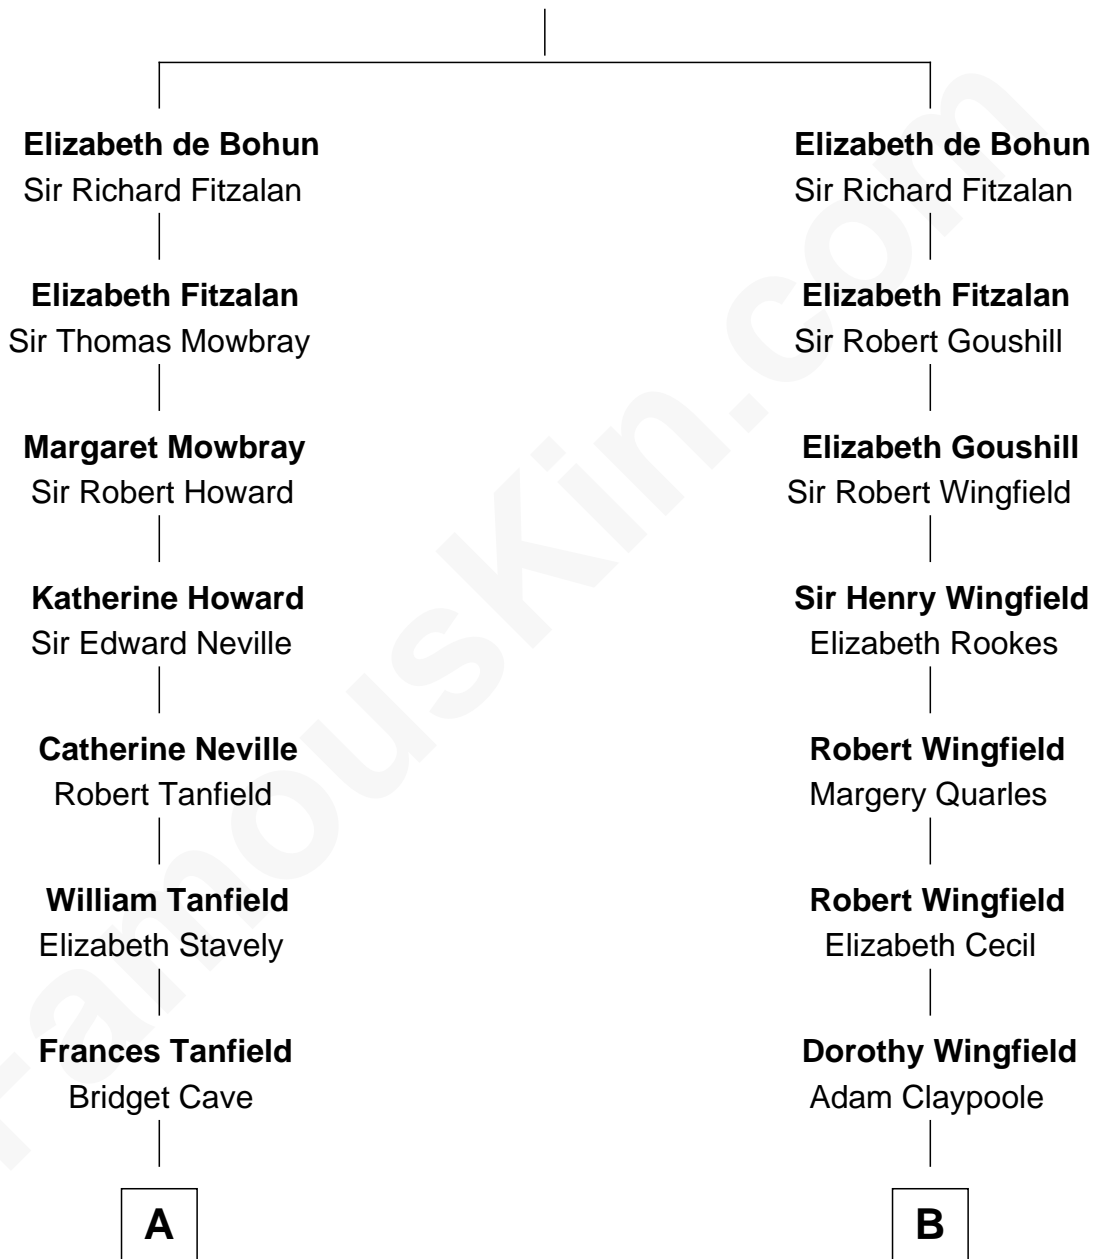 Elizabeth de Bohun
Sir Richard Fitzalan
Elizabeth Fitzalan
Sir Thomas Mowbray
Margaret Mowbray
Sir Robert Howard
Katherine Howard
Sir Edward Neville
Catherine Neville
Robert Tanfield
William Tanfield
Elizabeth Stavely
Frances Tanfield
Bridget Cave
A
Elizabeth de Bohun
Sir Richard Fitzalan
Elizabeth Fitzalan
Sir Robert Goushill
Elizabeth Goushill
Sir Robert Wingfield
Sir Henry Wingfield
Elizabeth Rookes
Robert Wingfield
Margery Quarles
Robert Wingfield
Elizabeth Cecil
Dorothy Wingfield
Adam Claypoole
B
FamousKin.com